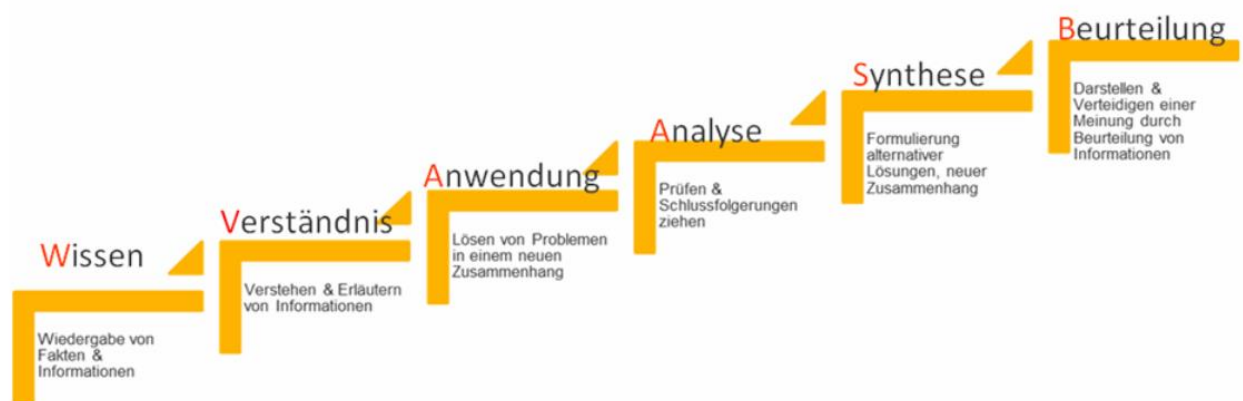 Wissen
Wiedergabe von
Fakten &
Informationen
Verständnis
Verstehen & Erläutern
von Informationen
Anwendung
Lösen von Problemen
in einem neuen
Zusammenhang
Analyse
Prüfen &
Schlussfolgerungen
ziehen
Synthese
Formulierung
alternativer
Lösungen, neuer
Zusammenhang
Beurteilung
Darstellen &
Verteidigen einer
Meinung durch
Beurteilung von
Informationen